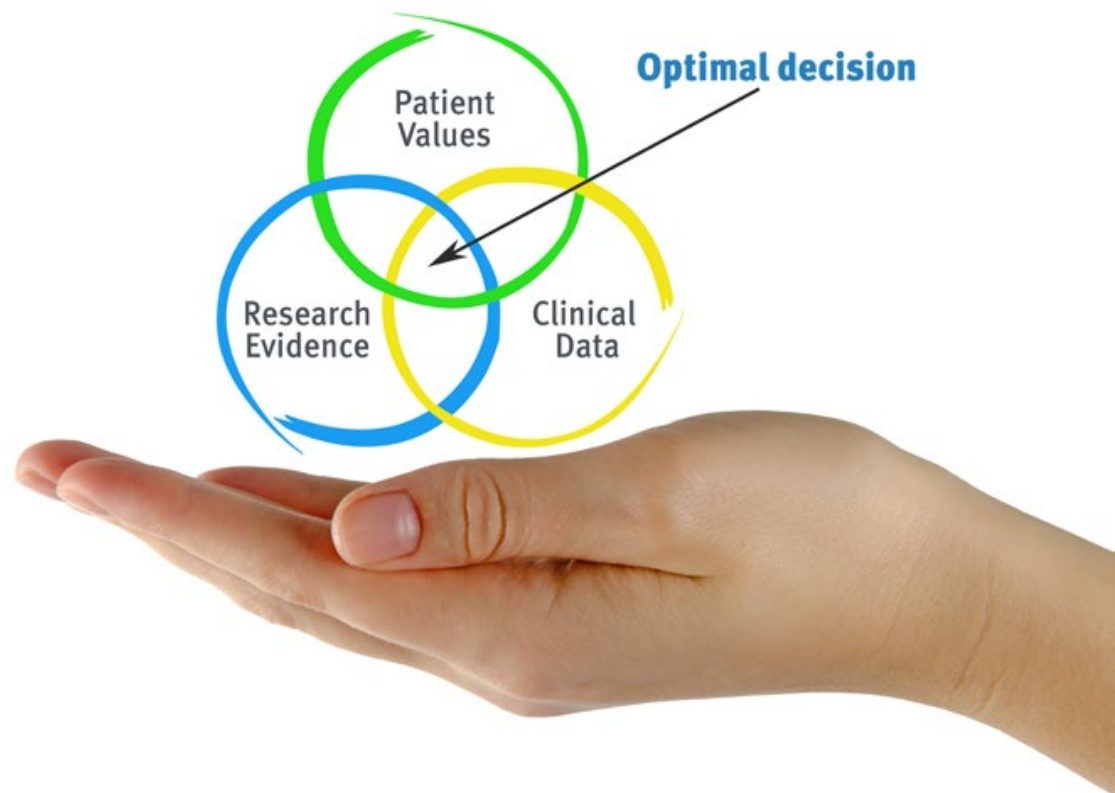 Optimal decision
Patient
Values
Research
Evidence
Clinical
Data